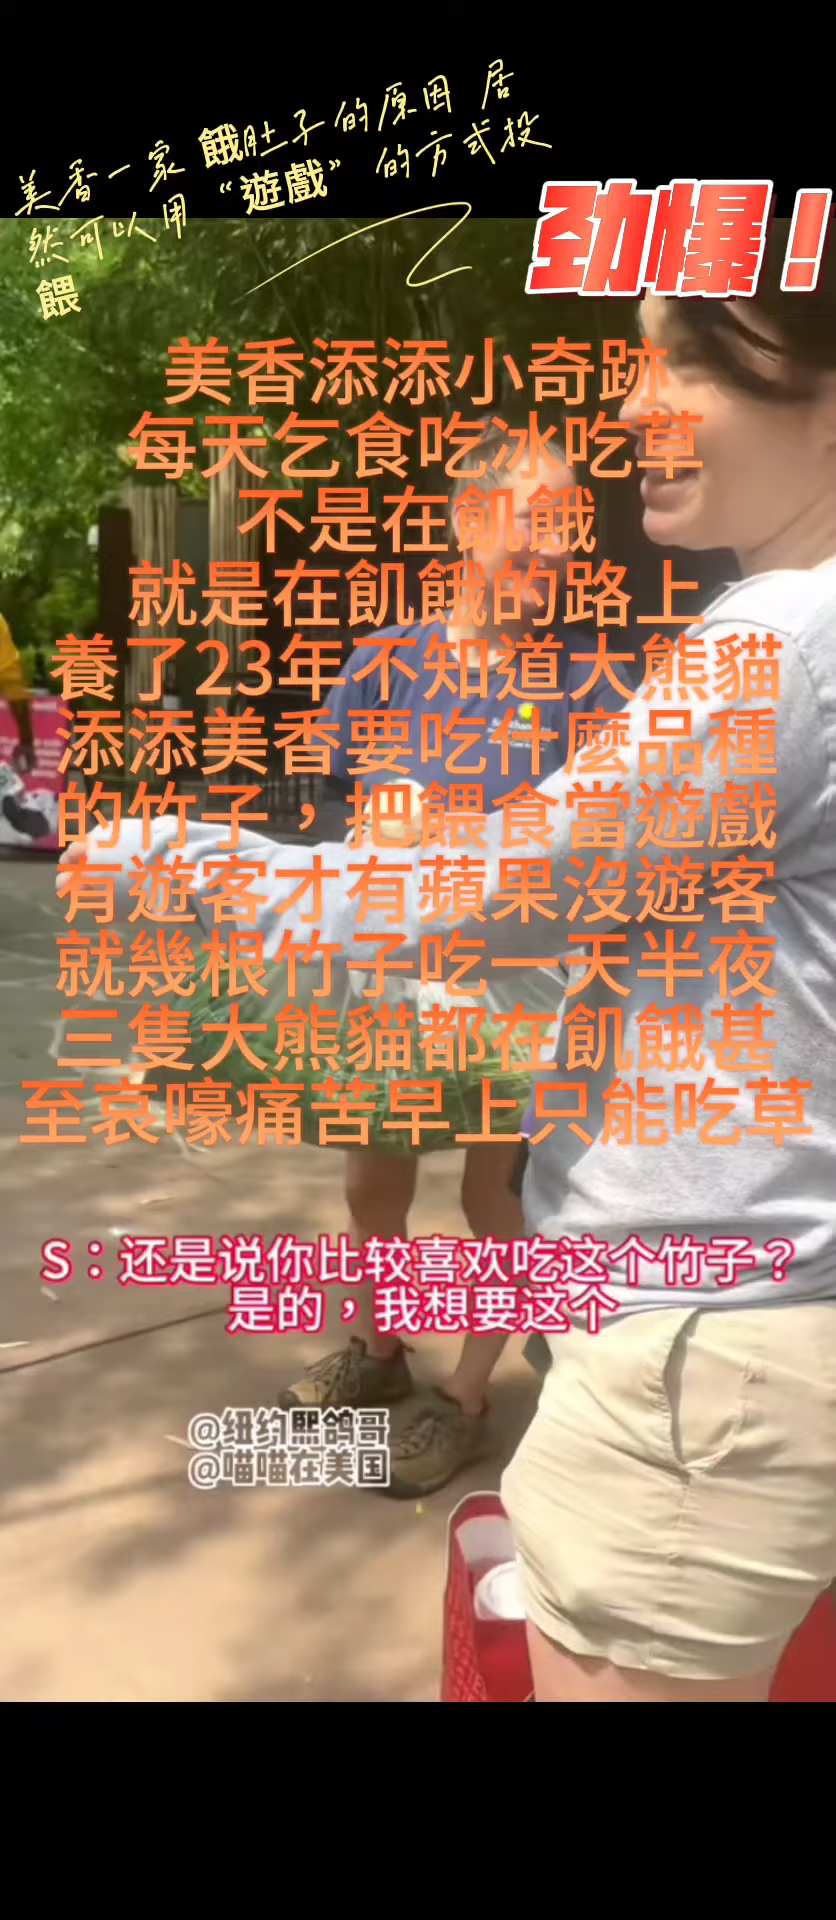 美香一家餓肚子的原因 居
然可以用“遊戲”的方式投
餵
劲爆！
美香添添小奇跡
每天乞食吃冰吃草
不是在飢餓
就是在飢餓的路上
養了23年不知道大熊貓
添添美香要吃什麼品種
的竹子，把餵食當遊戲
有遊客才有蘋果沒遊客
就幾根竹子吃一天半夜
三隻大熊貓都在飢餓甚
至哀嚎痛苦早上只能吃草
S：还是说你比较喜欢吃这个竹子？
是的，我想要这个
@纽约熙鸽哥
@喵喵在美国